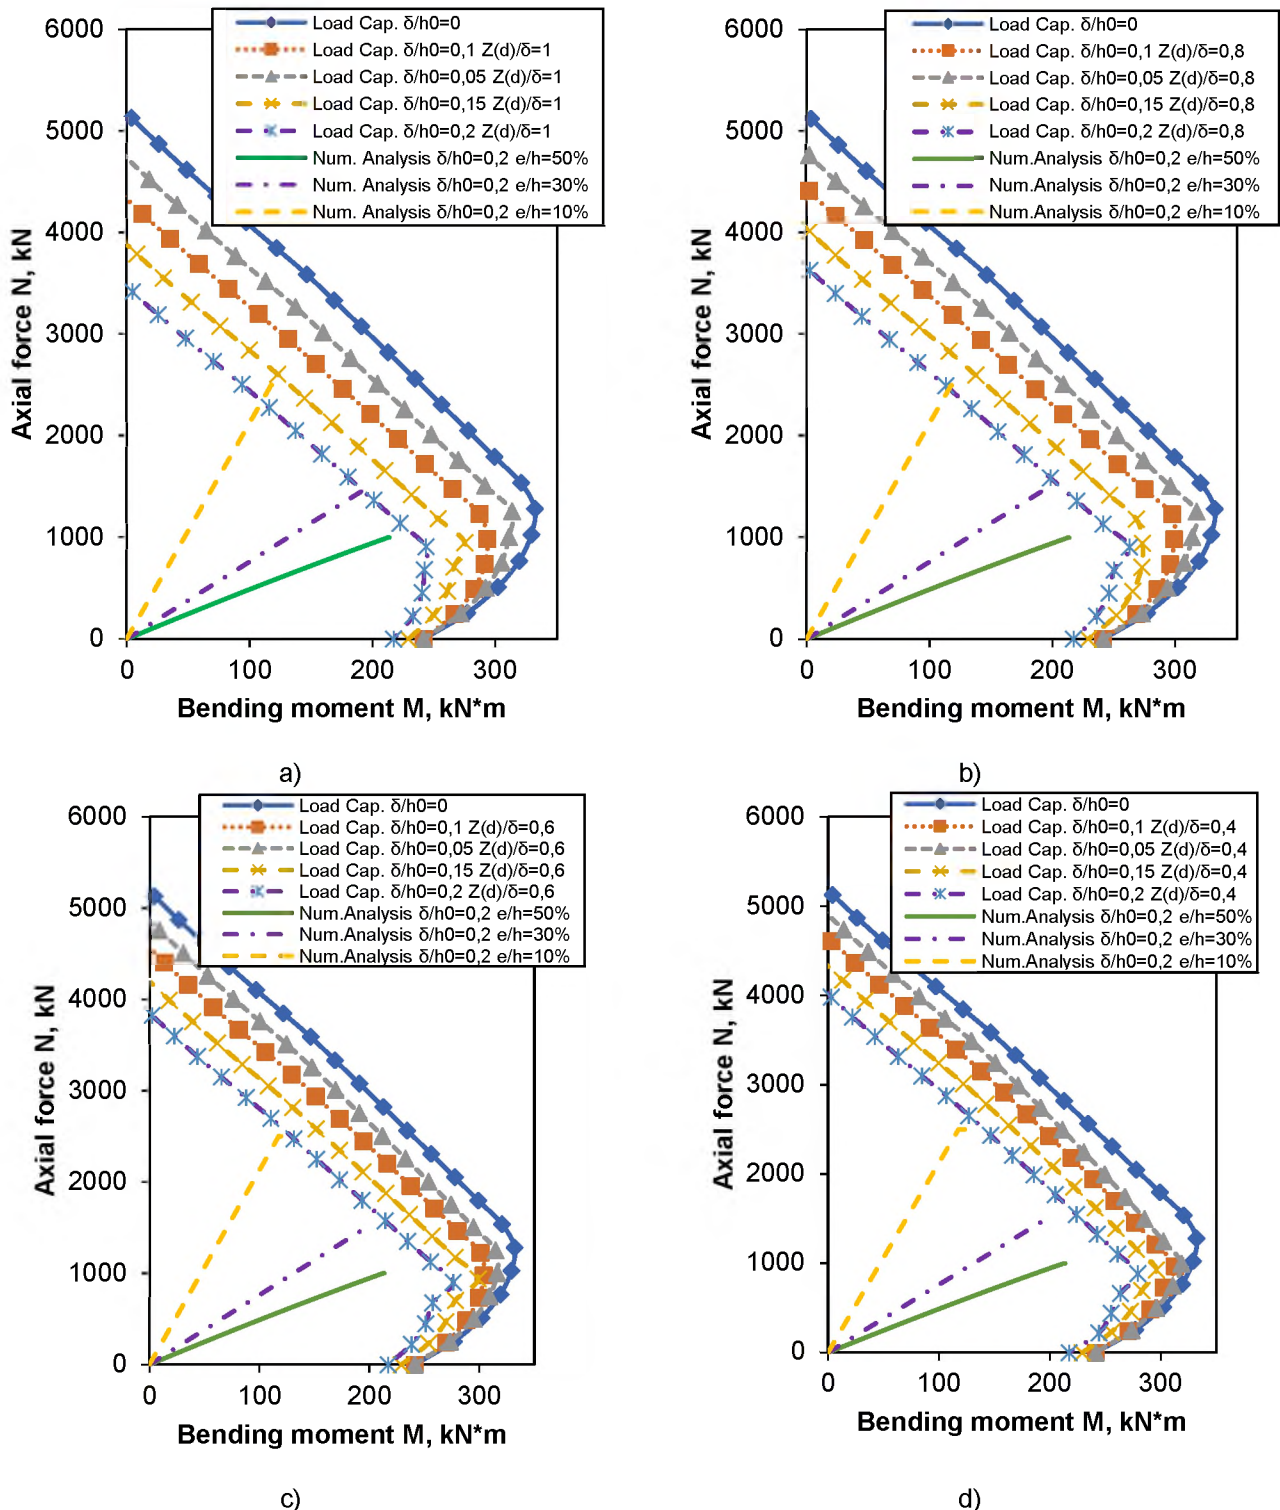 Load Cap. δ/h0=0
Load Cap. δ/h0=0,1 Z(d)/δ=1
Load Cap. δ/h0=0,05 Z(d)/δ=1
Load Cap. δ/h0=0,15 Z(d)/δ=1
Load Cap. δ/h0=0,2 Z(d)/δ=1
Num. Analysis δ/h0=0,2 e/h=50%
Num. Analysis δ/h0=0,2 e/h=30%
Num. Analysis δ/h0=0,2 e/h=10%
6000
5000
4000
3000
2000
1000
0
Axial force N, kN
0 100 200 300
Bending moment M, kN*m
a)
Load Cap. δ/h0=0
Load Cap. δ/h0=0,1 Z(d)/δ=0,8
Load Cap. δ/h0=0,05 Z(d)/δ=0,8
Load Cap. δ/h0=0,15 Z(d)/δ=0,8
Load Cap. δ/h0=0,2 Z(d)/δ=0,8
Num. Analysis δ/h0=0,2 e/h=50%
Num. Analysis δ/h0=0,2 e/h=30%
Num.Analysis δ/h0=0,2 e/h=10%
6000
5000
4000
3000
2000
1000
0
Axial force N, kN
0 100 200 300
Bending moment M, kN*m
b)
Load Cap. δ/h0=0
Load Cap. δ/h0=0,1 Z(d)/δ=0,6
Load Cap. δ/h0=0,05 Z(d)/δ=0,6
Load Cap. δ/h0=0,15 Z(d)/δ=0,6
Load Cap. δ/h0=0,2 Z(d)/δ=0,6
Num.Analysis δ/h0=0,2 e/h=50%
Num.Analysis δ/h0=0,2 e/h=30%
Num.Analysis δ/h0=0,2 e/h=10%
6000
5000
4000
3000
2000
1000
0
Axial force N, kN
0 100 200 300
Bending moment M, kN*m
c)
Load Cap. δ/h0=0
Load Cap. δ/h0=0,1 Z(d)/δ=0,4
Load Cap. δ/h0=0,05 Z(d)/δ=0,4
Load Cap. δ/h0=0,15 Z(d)/δ=0,4
Load Cap. δ/h0=0,2 Z(d)/δ=0,4
Num.Analysis δ/h0=0,2 e/h=50%
Num.Analysis δ/h0=0,2 e/h=30%
Num.Analysis δ/h0=0,2 e/h=10%
6000
5000
4000
3000
2000
1000
0
Axial force N, kN
0 100 200 300
Bending moment M, kN*m
d)